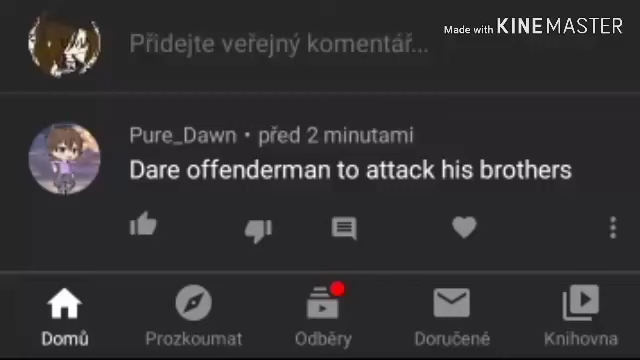 Made with KINEMASTER
Přidejte veřejný komentář...
Pure_Dawn • před 2 minutami
Dare offenderman to attack his brothers
Domů Prozkoumat Odběry Doručené Knihovna